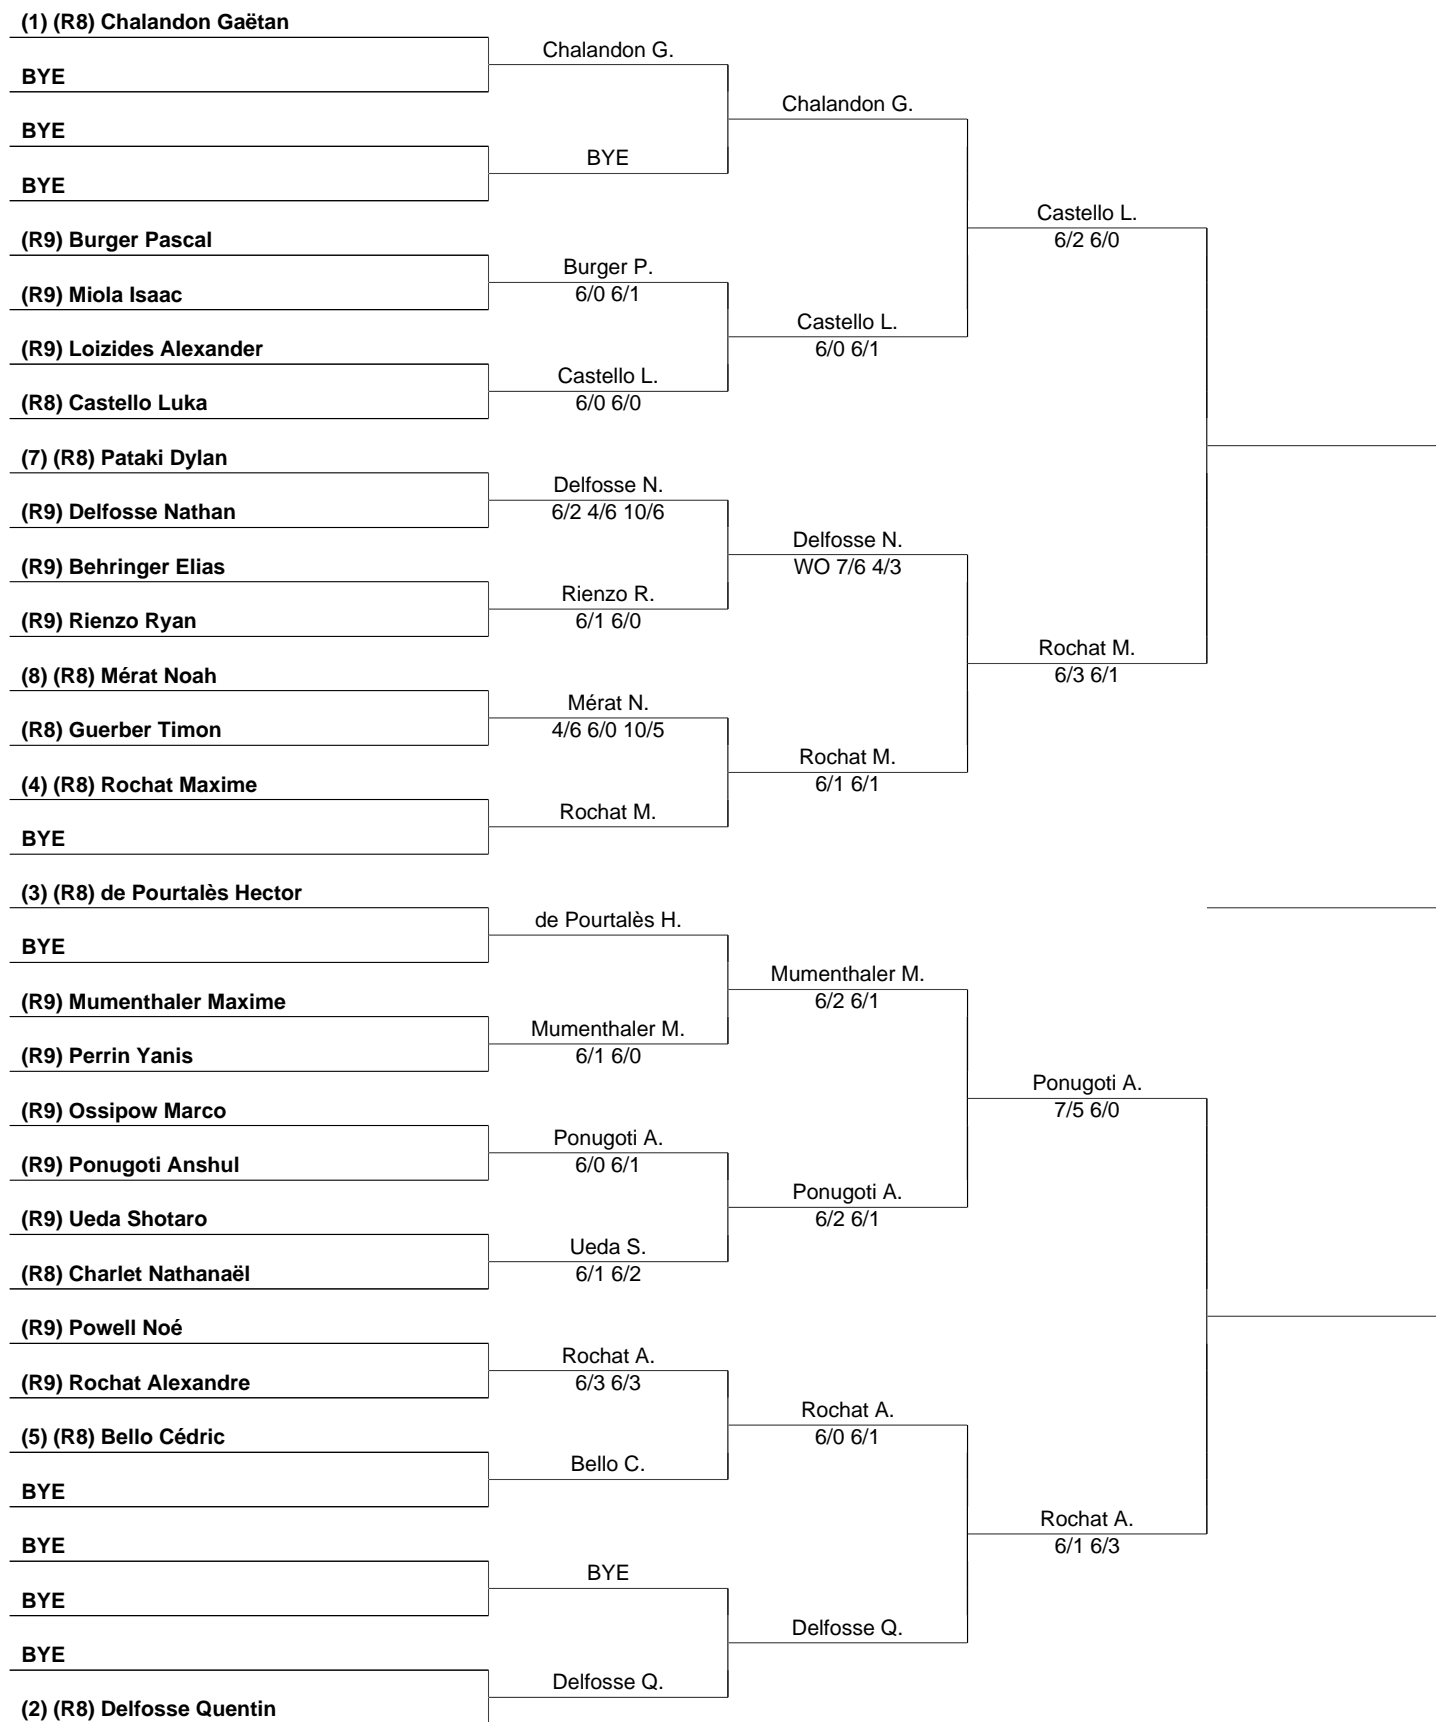 (1) (R8) Chalandon Gaëtan
BYE
BYE
BYE
(R9) Burger Pascal
(R9) Miola Isaac
(R9) Loizides Alexander
(R8) Castello Luka
(7) (R8) Pataki Dylan
(R9) Delfosse Nathan
(R9) Behringer Elias
(R9) Rienzo Ryan
(8) (R8) Mérat Noah
(R8) Guerber Timon
(4) (R8) Rochat Maxime
BYE
(3) (R8) de Pourtalès Hector
BYE
(R9) Mumenthaler Maxime
(R9) Perrin Yanis
(R9) Ossipow Marco
(R9) Ponugoti Anshul
(R9) Ueda Shotaro
(R8) Charlet Nathanaël
(R9) Powell Noé
(R9) Rochat Alexandre
(5) (R8) Bello Cédric
BYE
BYE
BYE
BYE
(2) (R8) Delfosse Quentin
Chalandon G.
BYE
Burger P.
6/0 6/1
Castello L.
6/0 6/0
Delfosse N.
6/2 4/6 10/6
Rienzo R.
6/1 6/0
Mérat N.
4/6 6/0 10/5
Rochat M.
de Pourtalès H.
Mumenthaler M.
6/1 6/0
Ponugoti A.
6/0 6/1
Ueda S.
6/1 6/2
Rochat A.
6/3 6/3
Bello C.
BYE
Delfosse Q.
Chalandon G.
Castello L.
6/0 6/1
Delfosse N.
WO 7/6 4/3
Rochat M.
6/1 6/1
Mumenthaler M.
6/2 6/1
Ponugoti A.
6/2 6/1
Rochat A.
6/0 6/1
Delfosse Q.
Castello L.
6/2 6/0
Rochat M.
6/3 6/1
Ponugoti A.
7/5 6/0
Rochat A.
6/1 6/3